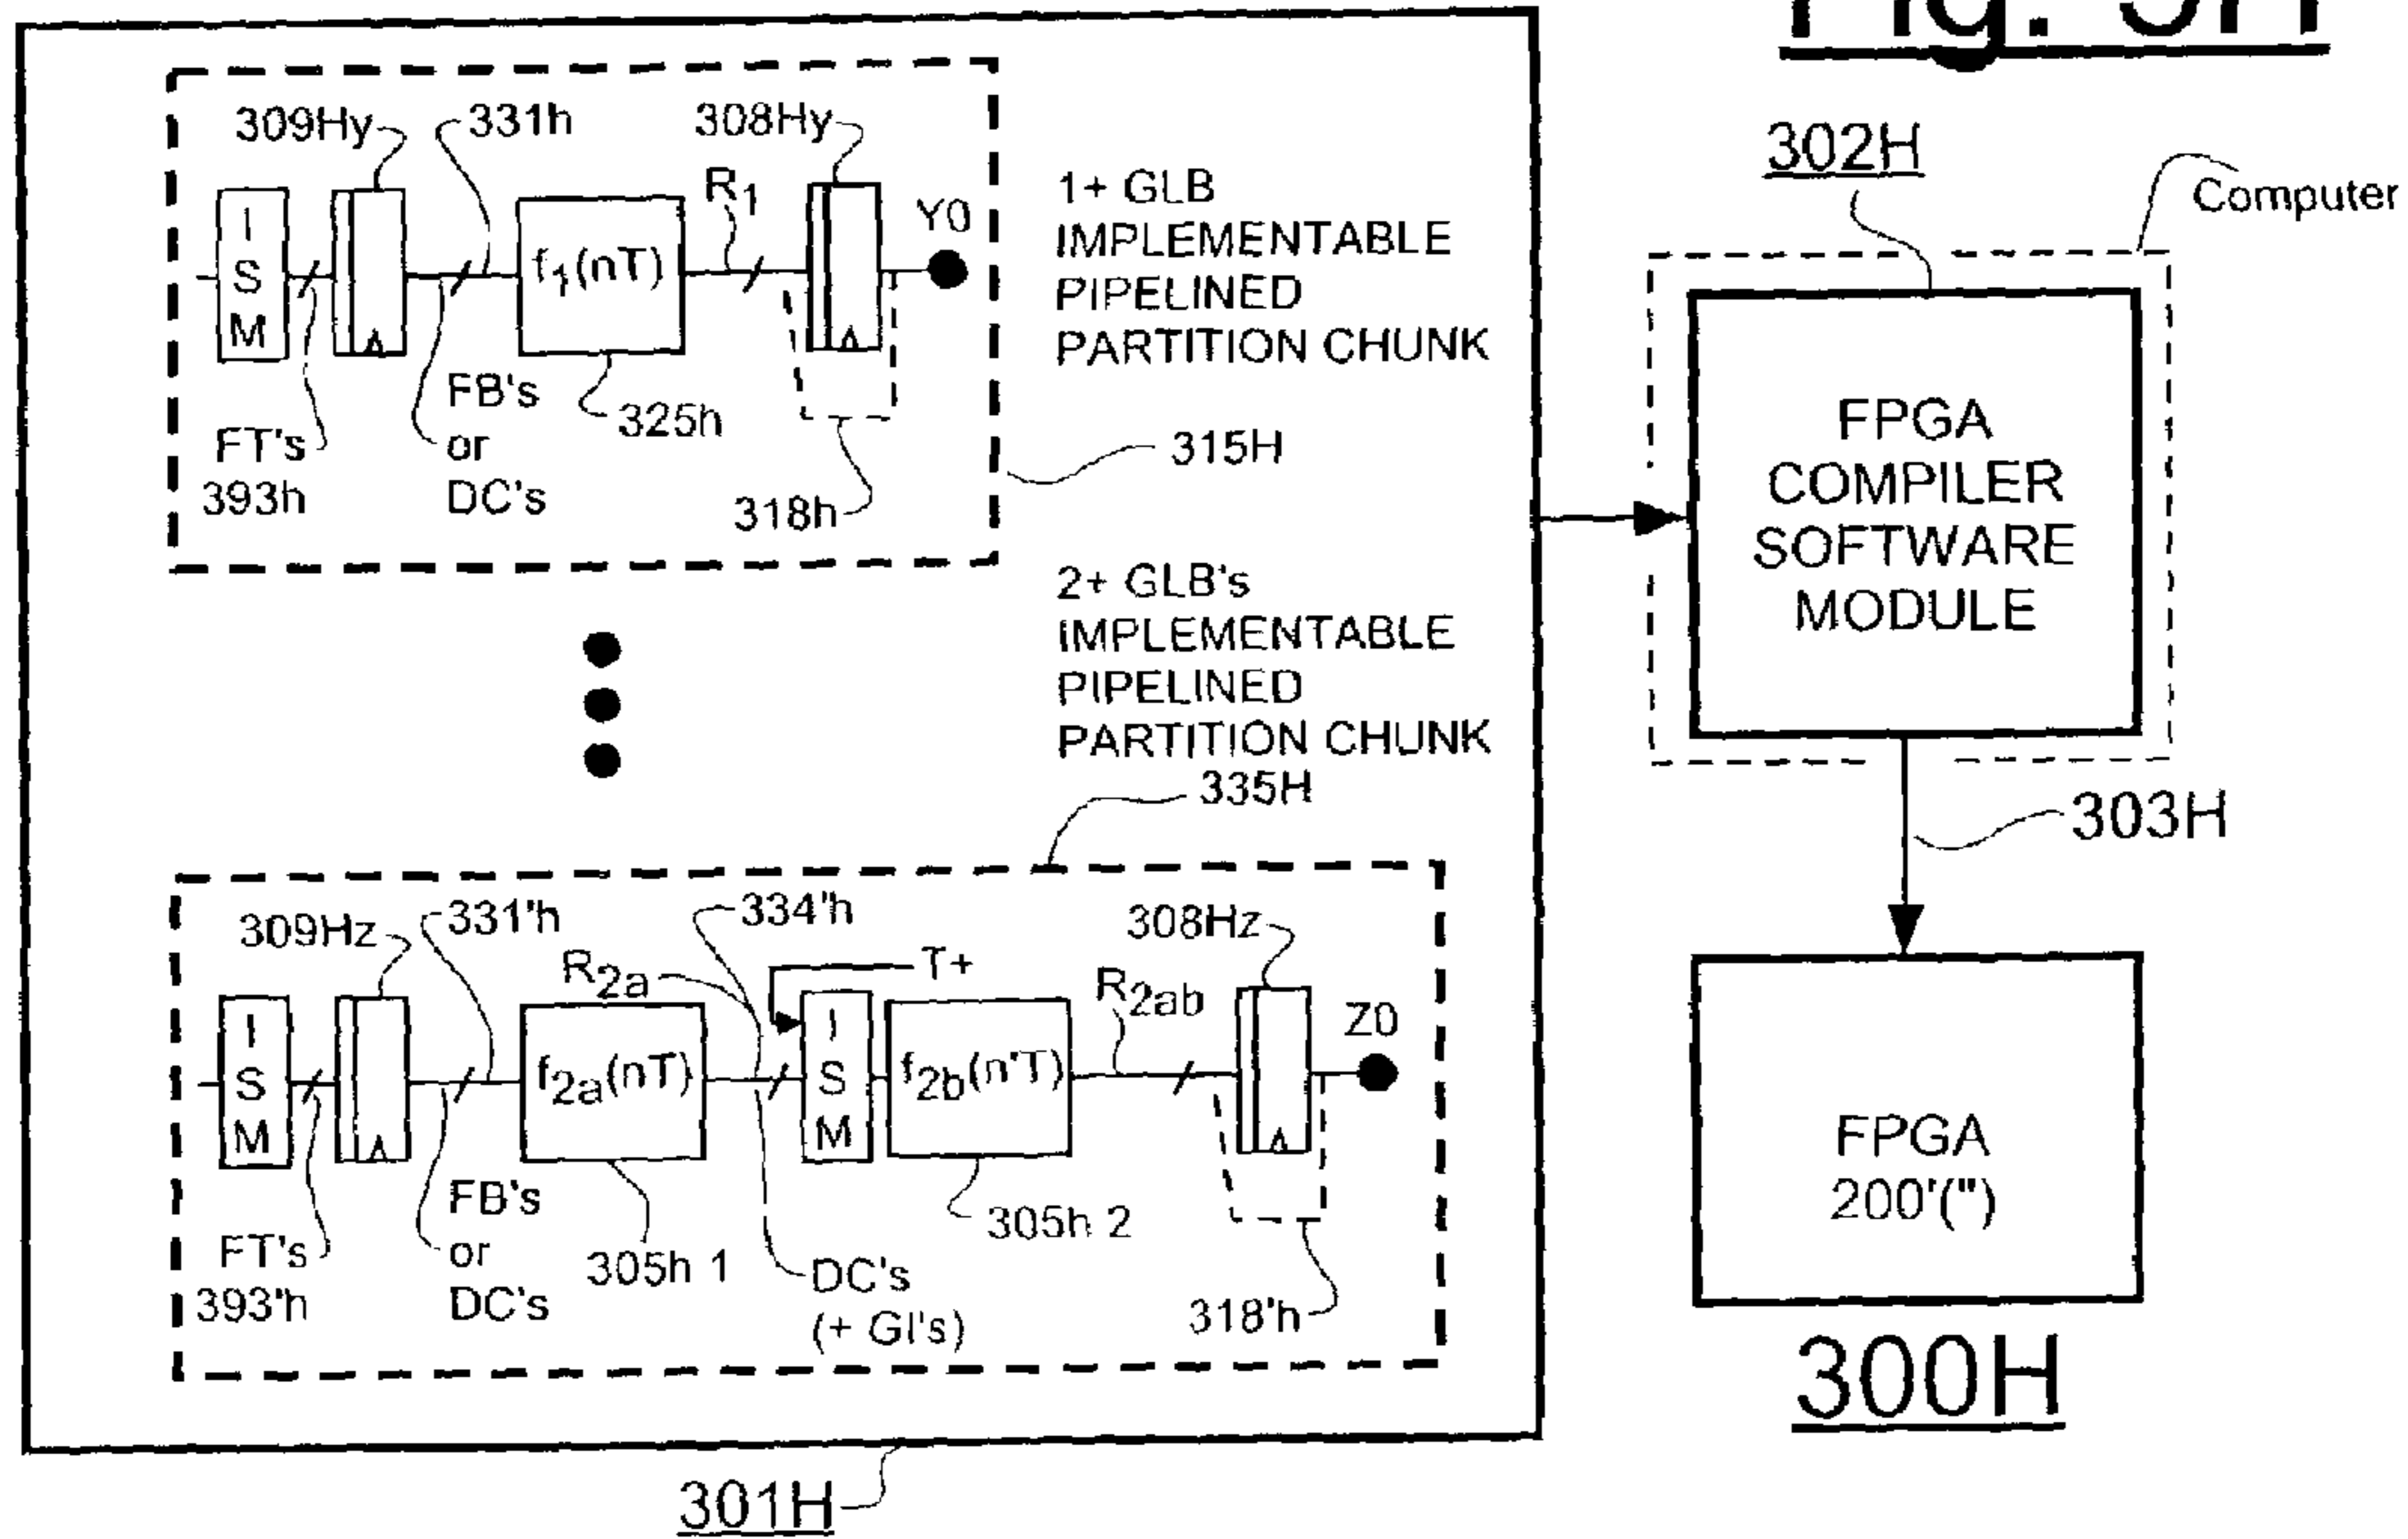 309Hy
331h
308Hy
R1
Y0
I
S
M
f1(nT)
FT's
393h
FB's
or
DC's
325h
318h
315H
1+ GLB
IMPLEMENTABLE
PIPELINED
PARTITION CHUNK
2+ GLB's
IMPLEMENTABLE
PIPELINED
PARTITION CHUNK
335H
309Hz
331'h
R2a
334'h
T+
R2ab
308Hz
Z0
I
S
M
f2a(nT)
I
S
M
f2b(n'T)
FT's
393'h
FB's
or
DC's
305h 1
DC's
(+ GI's)
305h 2
318'h
301H
302H
Computer
FPGA
COMPILER
SOFTWARE
MODULE
303H
FPGA
200'(")
300H